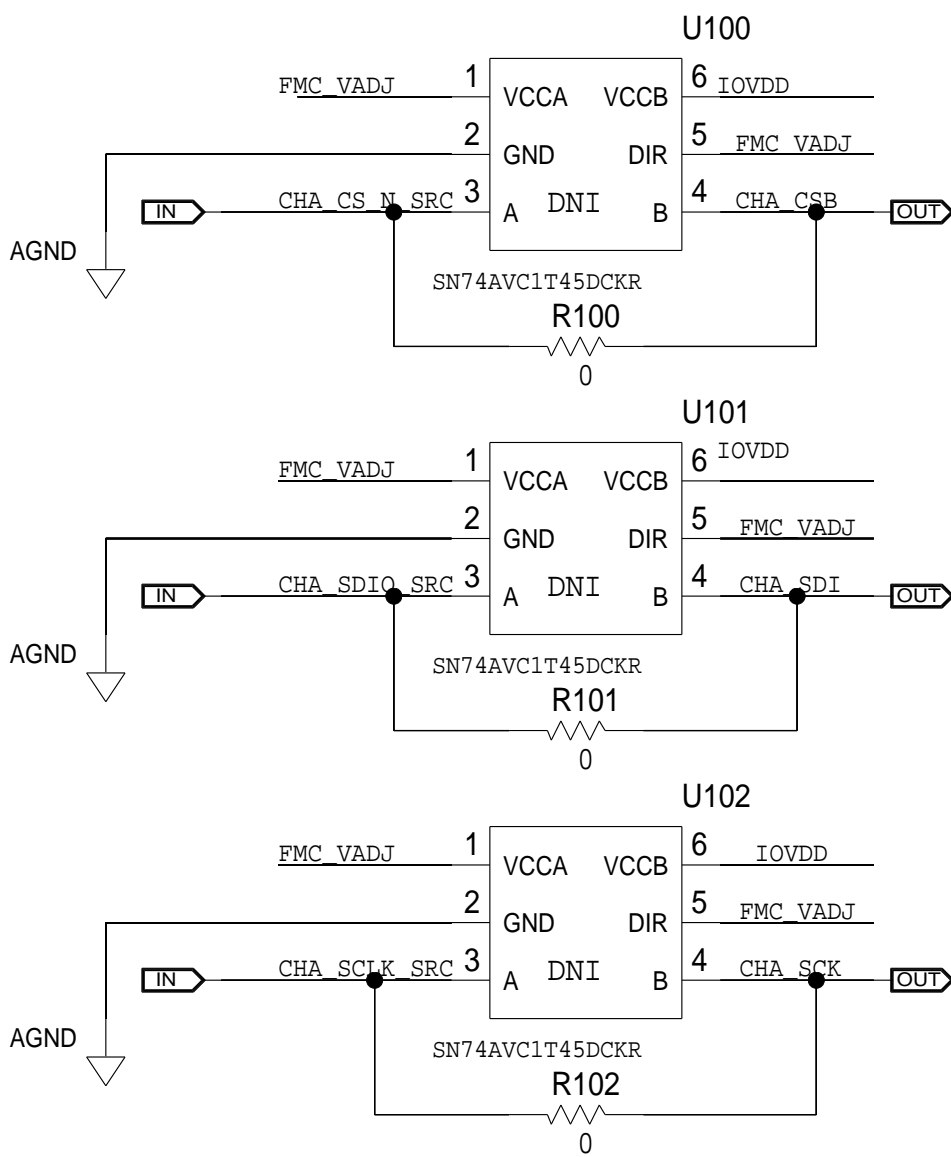 U100
FMC_VADJ 1 VCCA VCCB 6 IOVDD
2 GND DIR 5 FMC_VADJ
IN CHA_CS_N_SRC 3 A DNI B 4 CHA_CSB OUT
AGND
SN74AVC1T45DCKR
R100
0
U101
FMC_VADJ 1 VCCA VCCB 6 IOVDD
2 GND DIR 5 FMC_VADJ
IN CHA_SDIO_SRC 3 A DNI B 4 CHA_SDI OUT
AGND
SN74AVC1T45DCKR
R101
0
U102
FMC_VADJ 1 VCCA VCCB 6 IOVDD
2 GND DIR 5 FMC_VADJ
IN CHA_SCLK_SRC 3 A DNI B 4 CHA_SCK OUT
AGND
SN74AVC1T45DCKR
R102
0